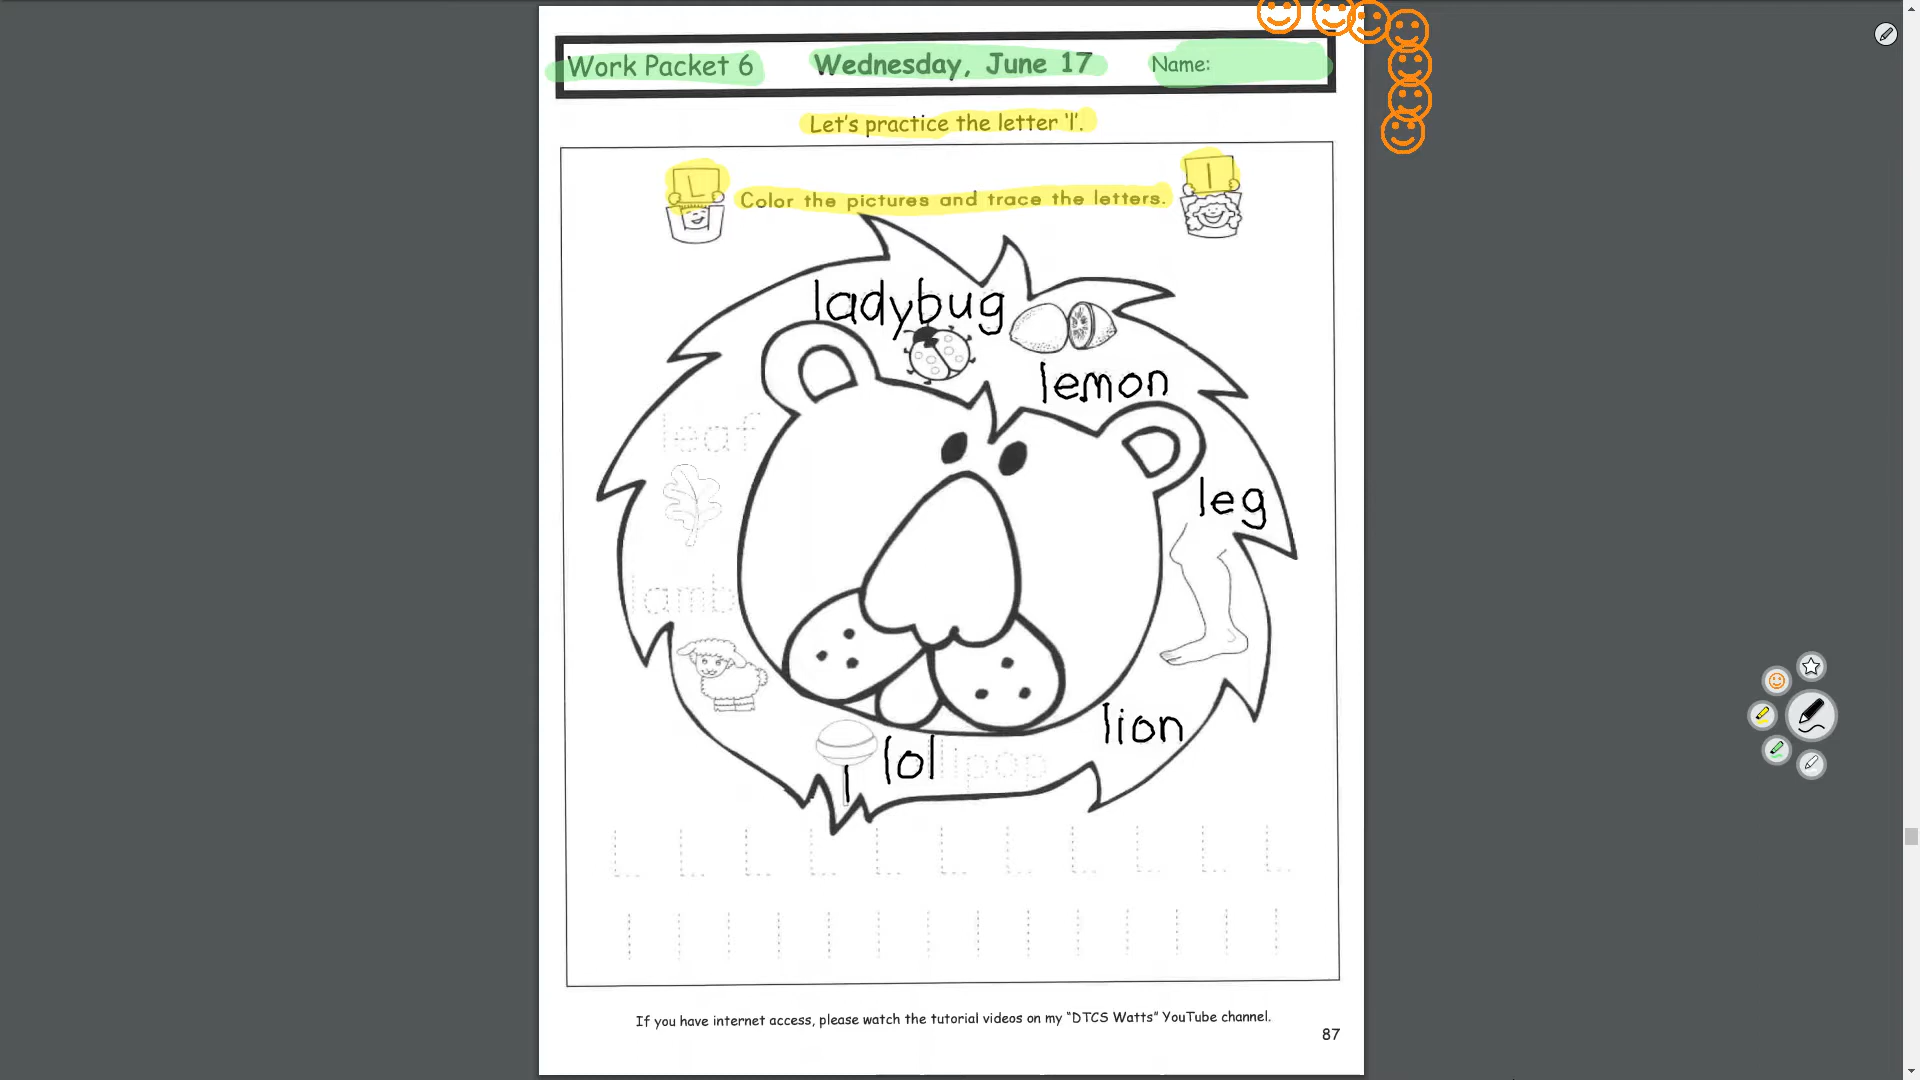 Work Packet 6 Wednesday, June 17 Name:
Let's practice the letter 'l'.
L
l
Color the pictures and trace the letters.
ladybug
lemon
leaf
leg
lamb
lion
lollipop
L L L L L L L L L L L
l l l l l l l l l l l l l l
If you have internet access, please watch the tutorial videos on my "DTCS Watts" YouTube channel.
87